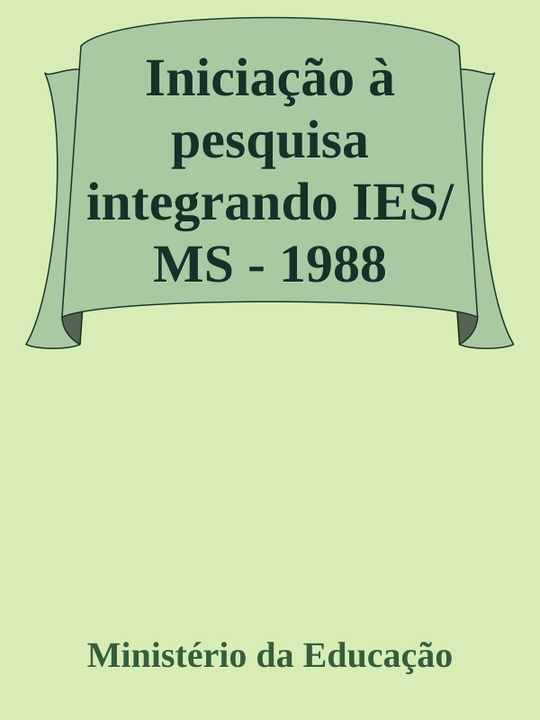 Iniciação à
pesquisa
integrando IES/
MS - 1988
Ministério da Educação